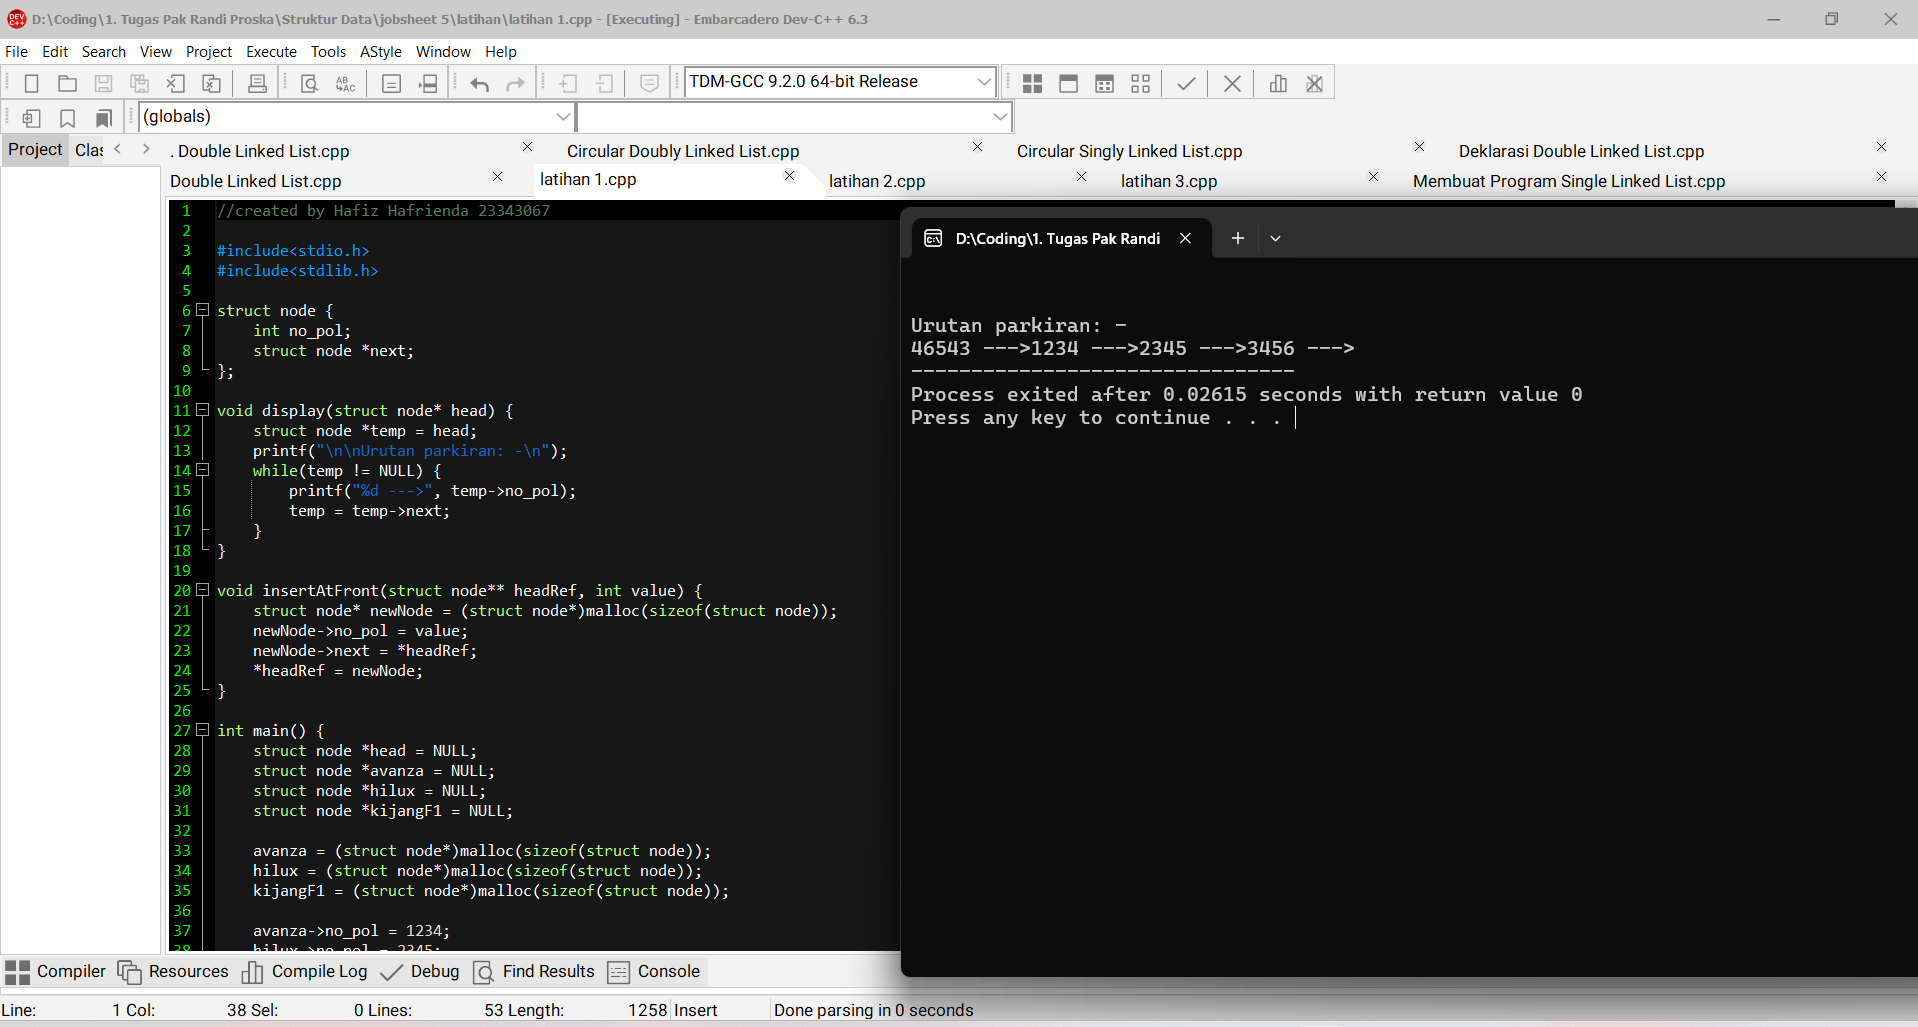 D:\Coding\1. Tugas Pak Randi Proska\Struktur Data\jobsheet 5\latihan\latihan 1.cpp - [Executing] - Embarcadero Dev-C++ 6.3
File Edit Search View Project Execute Tools AStyle Window Help
TDM-GCC 9.2.0 64-bit Release
(globals)
Project Clas
. Double Linked List.cpp Circular Doubly Linked List.cpp Circular Singly Linked List.cpp Deklarasi Double Linked List.cpp
Double Linked List.cpp latihan 1.cpp latihan 2.cpp latihan 3.cpp Membuat Program Single Linked List.cpp
1 //created by Hafiz Hafrienda 23343067
2
3 #include<stdio.h>
4 #include<stdlib.h>
5
6 struct node {
7 int no_pol;
8 struct node *next;
9 };
10
11 void display(struct node* head) {
12 struct node *temp = head;
13 printf("\n\nUrutan parkiran: -\n");
14 while(temp != NULL) {
15 printf("%d --->", temp->no_pol);
16 temp = temp->next;
17 }
18 }
19
20 void insertAtFront(struct node** headRef, int value) {
21 struct node* newNode = (struct node*)malloc(sizeof(struct node));
22 newNode->no_pol = value;
23 newNode->next = *headRef;
24 *headRef = newNode;
25 }
26
27 int main() {
28 struct node *head = NULL;
29 struct node *avanza = NULL;
30 struct node *hilux = NULL;
31 struct node *kijangF1 = NULL;
32
33 avanza = (struct node*)malloc(sizeof(struct node));
34 hilux = (struct node*)malloc(sizeof(struct node));
35 kijangF1 = (struct node*)malloc(sizeof(struct node));
36
37 avanza->no_pol = 1234;
38 hilux->no_pol = 2345;
D:\Coding\1. Tugas Pak Randi
Urutan parkiran: -
46543 --->1234 --->2345 --->3456 --->
--------------------------------
Process exited after 0.02615 seconds with return value 0
Press any key to continue . . .
Compiler Resources Compile Log Debug Find Results Console
Line: 1 Col: 38 Sel: 0 Lines: 53 Length: 1258 Insert Done parsing in 0 seconds